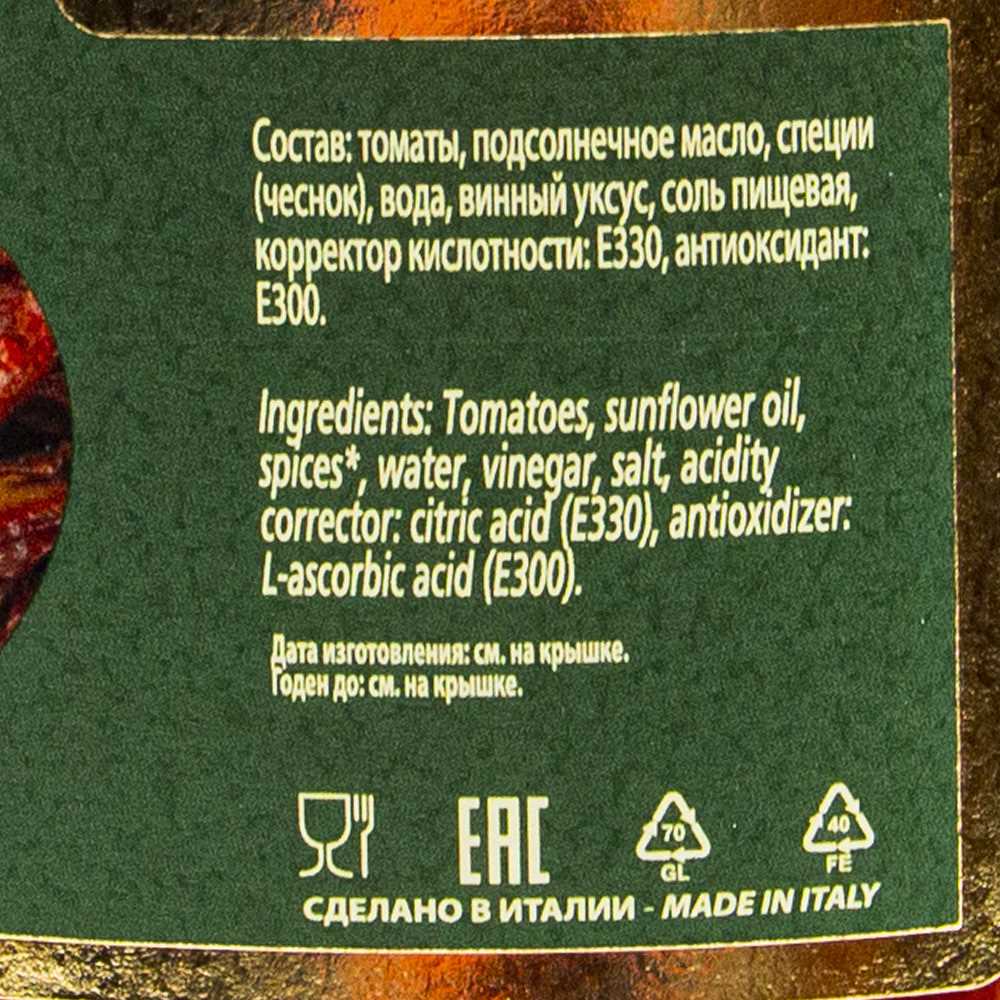 Состав: томаты, подсолнечное масло, специи
(чеснок), вода, винный уксус, соль пищевая,
корректор кислотности: Е330, антиоксидант:
Е300.
Ingredients: Tomatoes, sunflower oil,
spices*, water, vinegar, salt, acidity
corrector: citric acid (E330), antioxidizer:
L-ascorbic acid (E300).
Дата изготовления: см. на крышке.
Годен до: см. на крышке.
EAC 70 40
GL FE
СДЕЛАНО В ИТАЛИИ - MADE IN ITALY